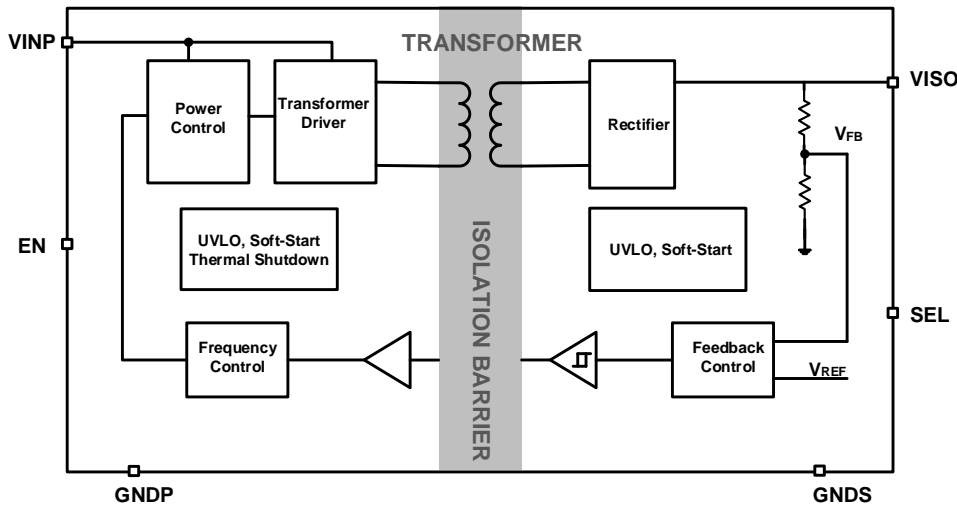 VINP
TRANSFORMER
VISO
Power
Control
Transformer
Driver
Rectifier
VFB
EN
UVLO, Soft-Start
Thermal Shutdown
ISOLATION BARRIER
UVLO, Soft-Start
SEL
Frequency
Control
Feedback
Control
VREF
GNDP
GNDS